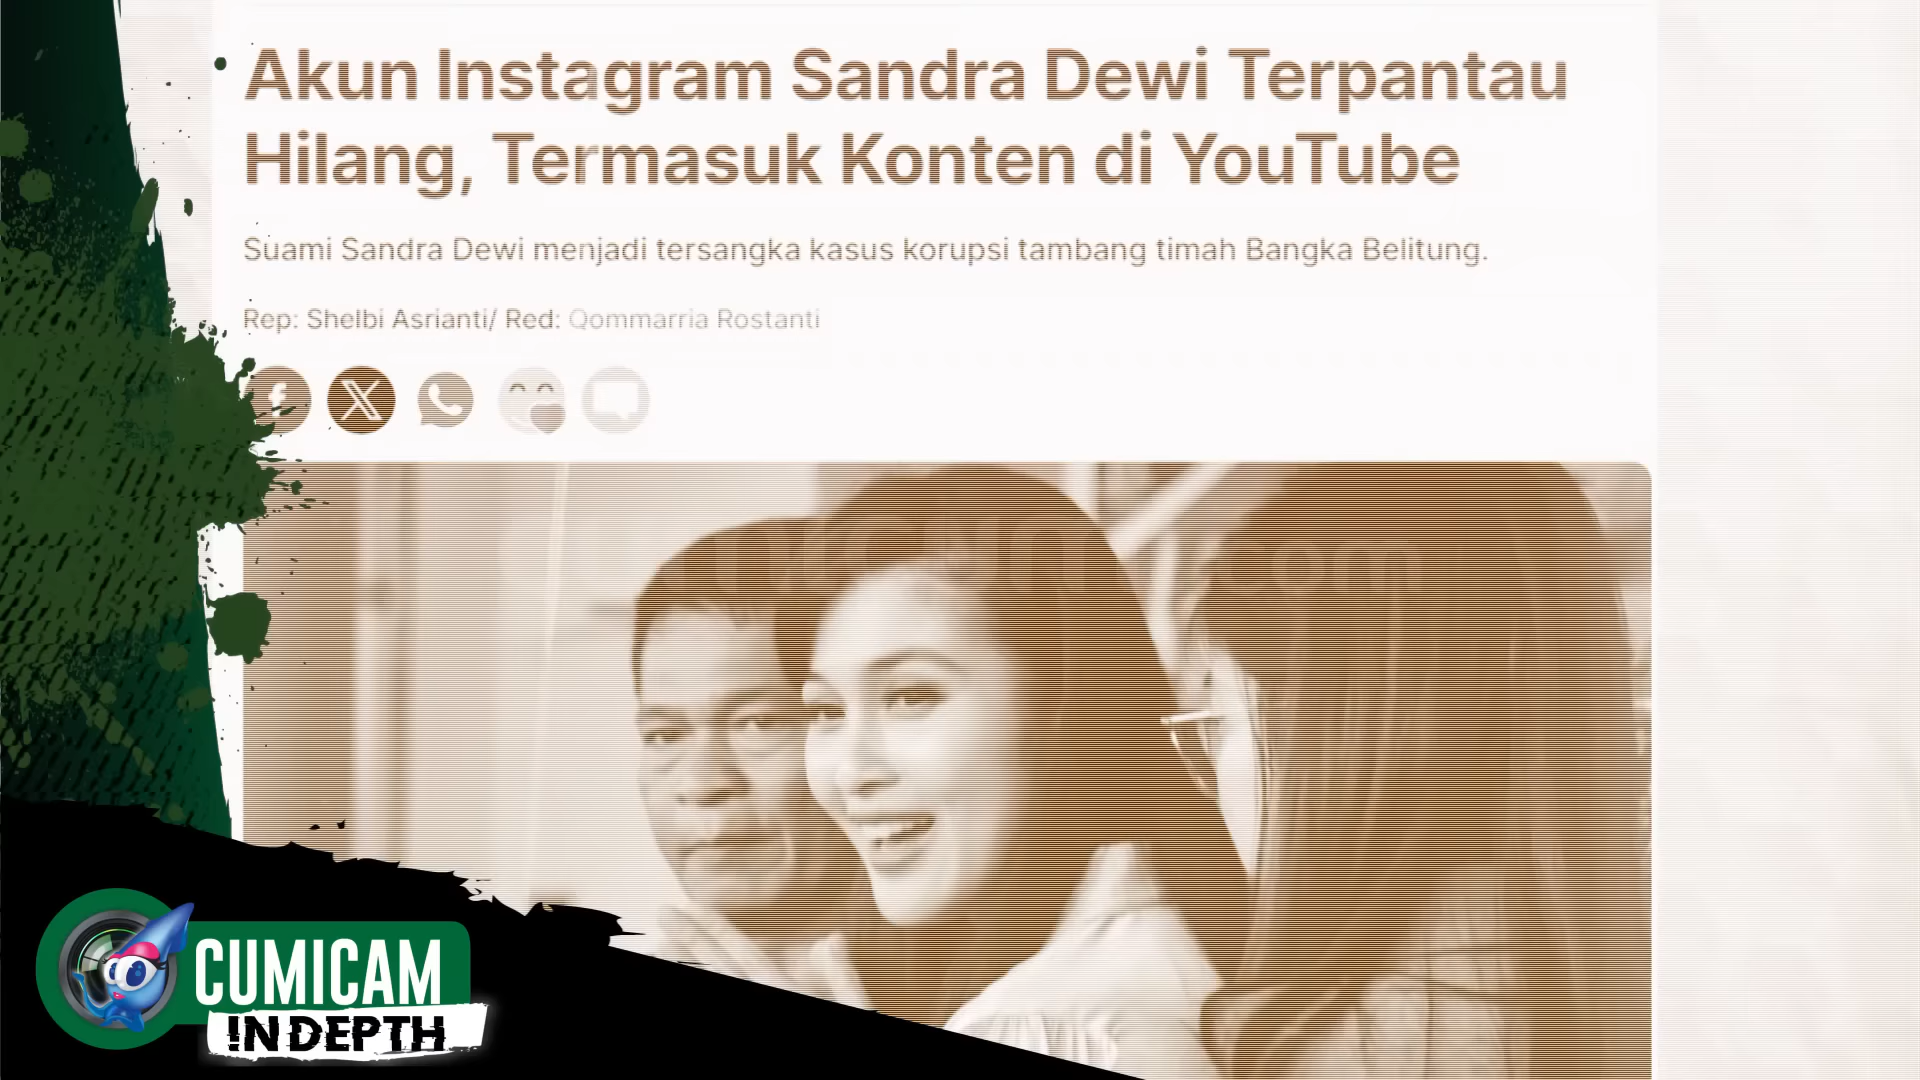 Akun Instagram Sandra Dewi Terpantau
Hilang, Termasuk Konten di YouTube
Suami Sandra Dewi menjadi tersangka kasus korupsi tambang timah Bangka Belitung.
Rep: Shelbi Asrianti/ Red: Qommarria Rostanti
CUMICAM
!NDEPTH